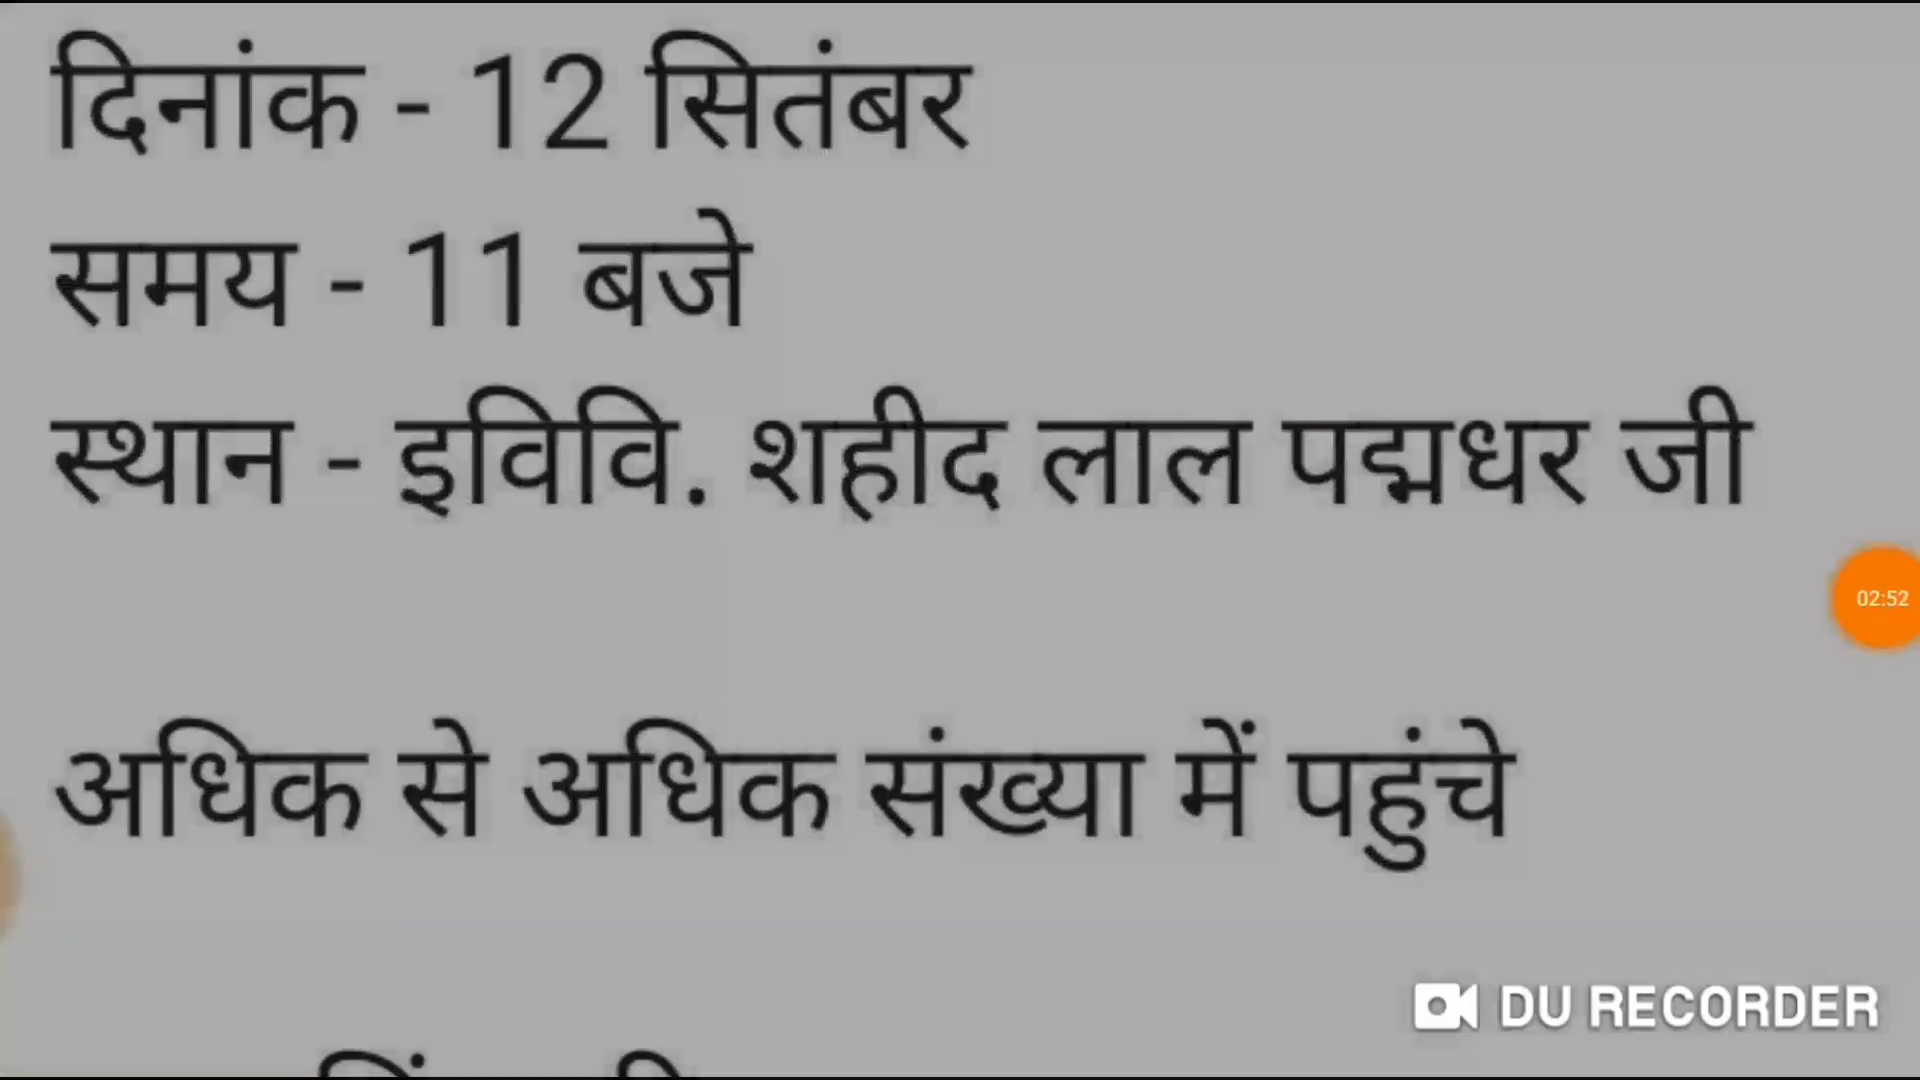 दिनांक - 12 सितंबर
समय - 11 बजे
स्थान - इविवि. शहीद लाल पद्मधर जी
02:52
अधिक से अधिक संख्या में पहुंचे
DU RECORDER